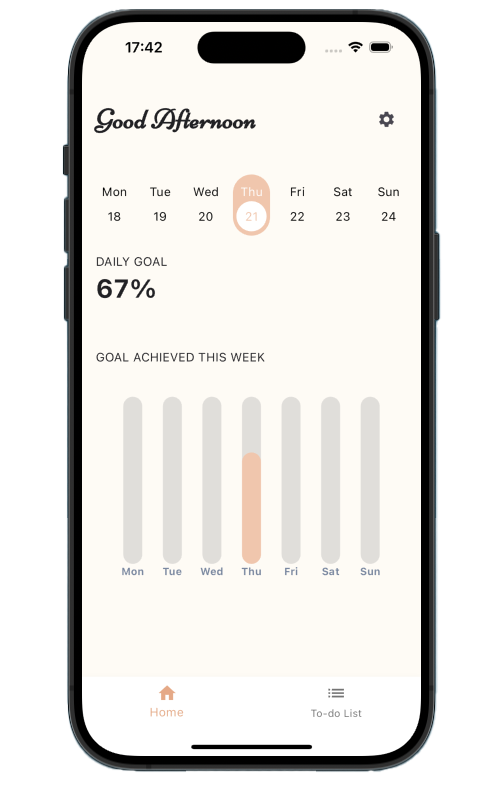 17:42
Good Afternoon
Mon Tue Wed Thu Fri Sat Sun
18 19 20 21 22 23 24
DAILY GOAL
67%
GOAL ACHIEVED THIS WEEK
Mon Tue Wed Thu Fri Sat Sun
Home To-do List